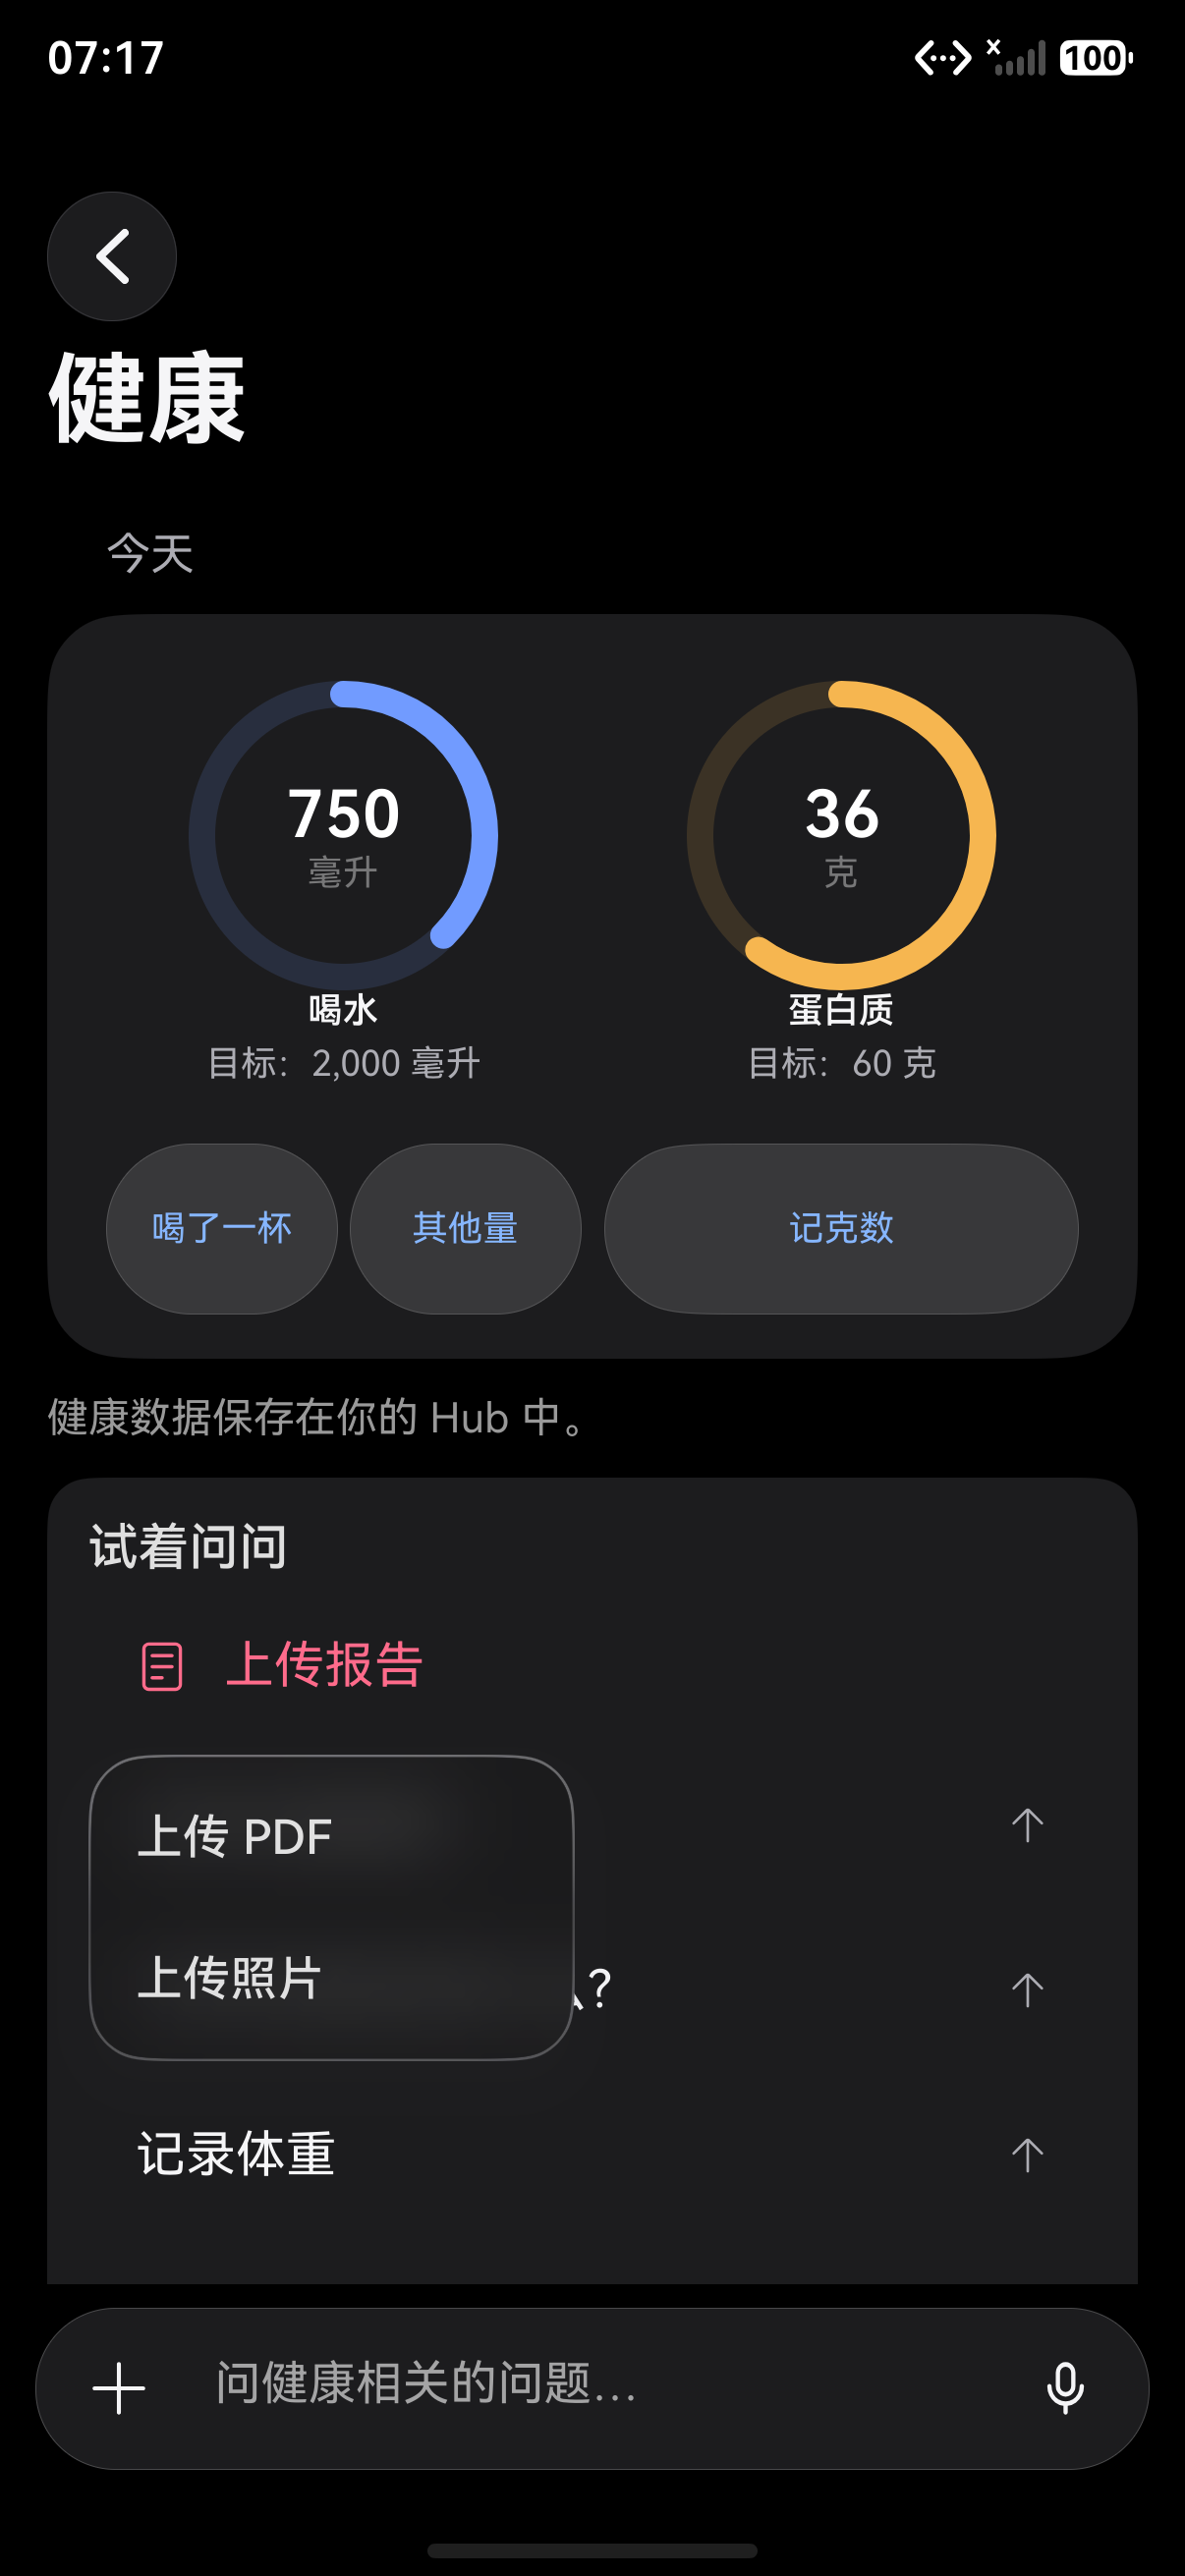 07:17
100
健康
今天
750
毫升
喝水
目标：2,000 毫升
36
克
蛋白质
目标：60 克
喝了一杯
其他量
记克数
健康数据保存在你的 Hub 中。
试着问问
上传报告
上传 PDF
上传照片
？
记录体重
问健康相关的问题…